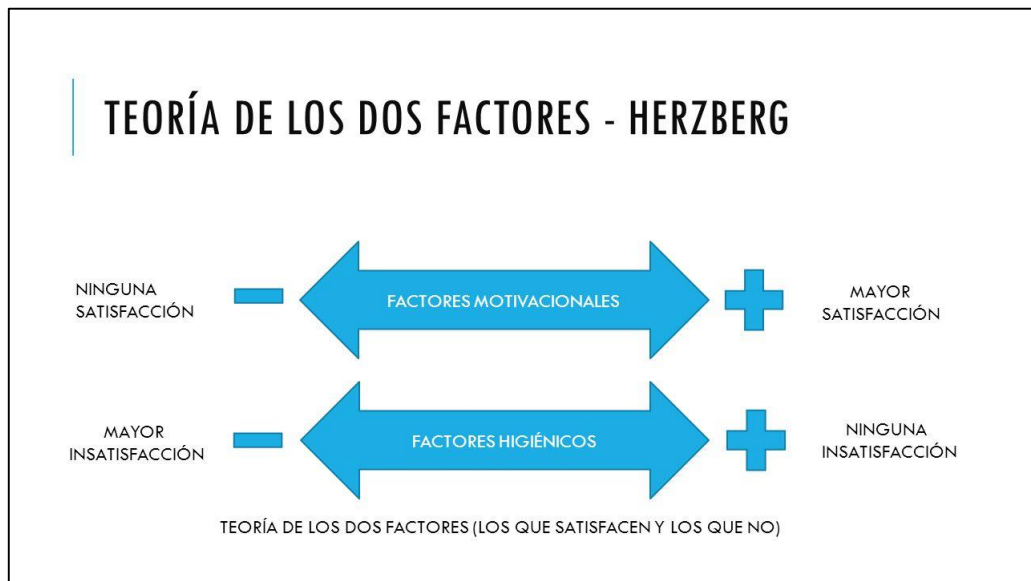 TEORÍA DE LOS DOS FACTORES - HERZBERG
NINGUNA
SATISFACCIÓN
FACTORES MOTIVACIONALES
MAYOR
SATISFACCIÓN
MAYOR
INSATISFACCIÓN
FACTORES HIGIÉNICOS
NINGUNA
INSATISFACCIÓN
TEORÍA DE LOS DOS FACTORES (LOS QUE SATISFACEN Y LOS QUE NO)